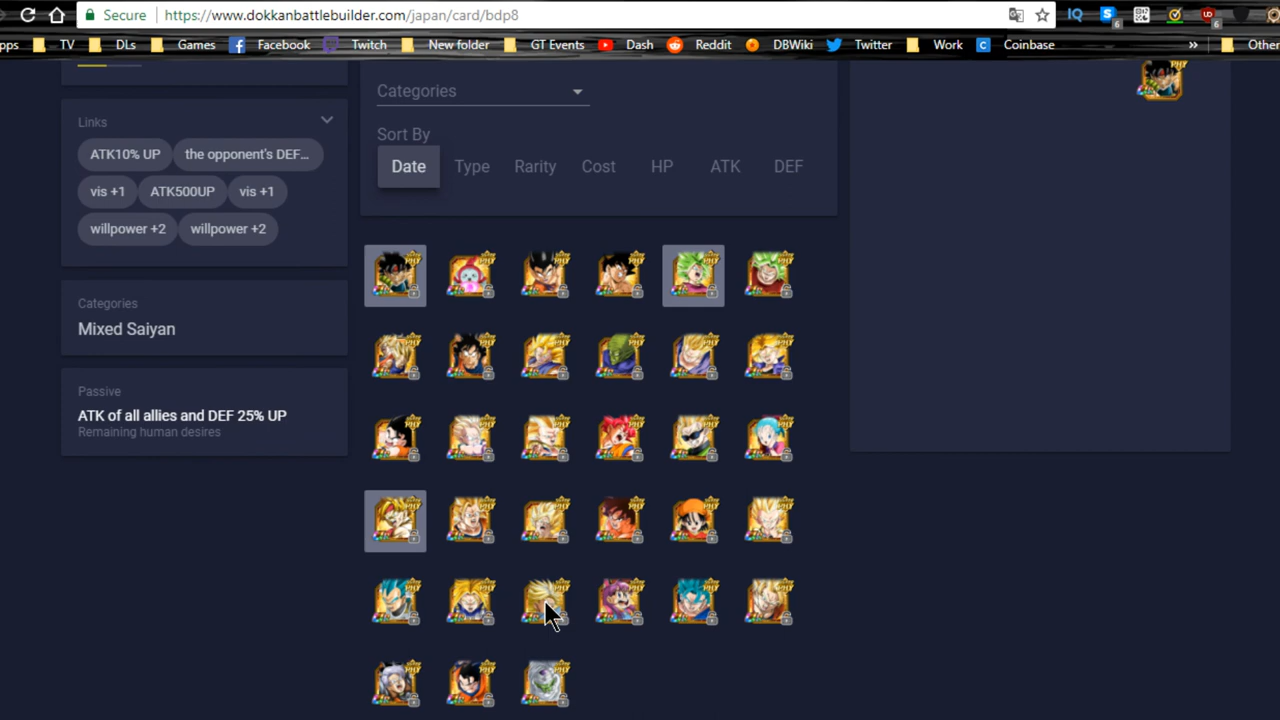 Secure https://www.dokkanbattlebuilder.com/japan/card/bdp8
pps TV DLs Games Facebook Twitch New folder GT Events Dash Reddit DBWiki Twitter Work Coinbase » Other
Categories
Sort By
Date Type Rarity Cost HP ATK DEF
Links
ATK10% UP the opponent's DEF...
vis +1 ATK500UP vis +1
willpower +2 willpower +2
Categories
Mixed Saiyan
Passive
ATK of all allies and DEF 25% UP
Remaining human desires